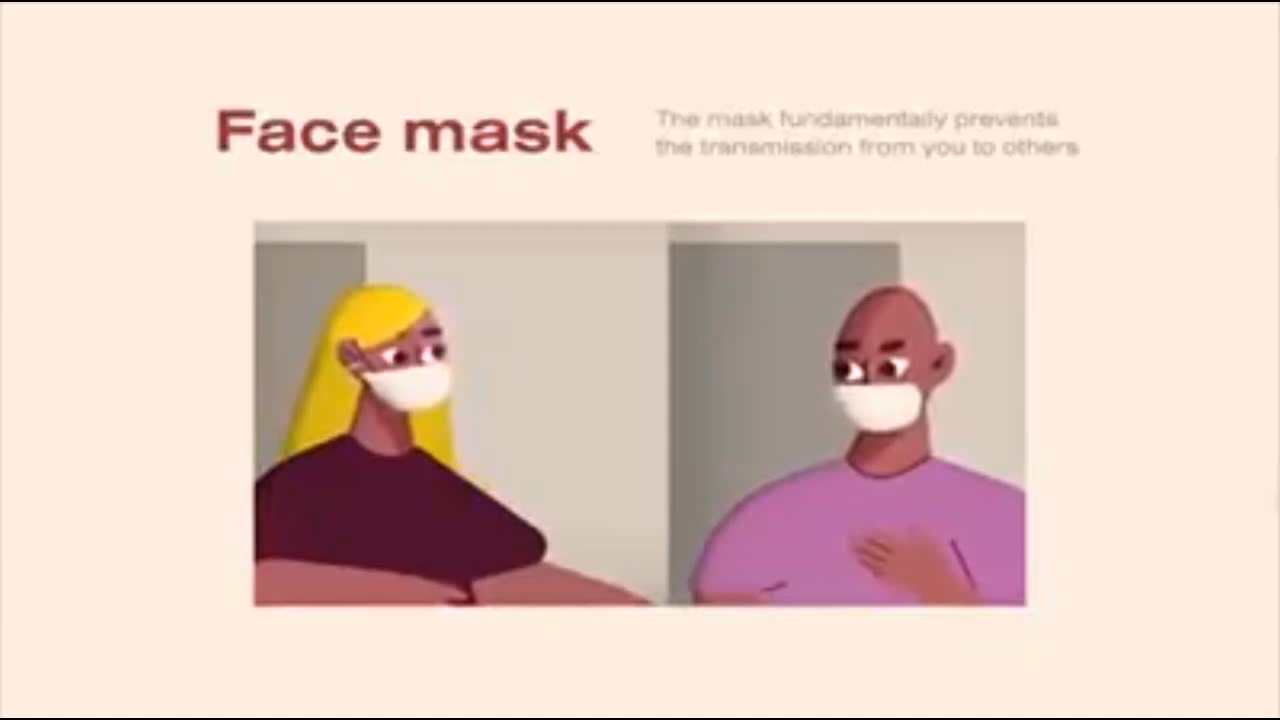 Face mask
The mask fundamentally prevents
the transmission from you to others